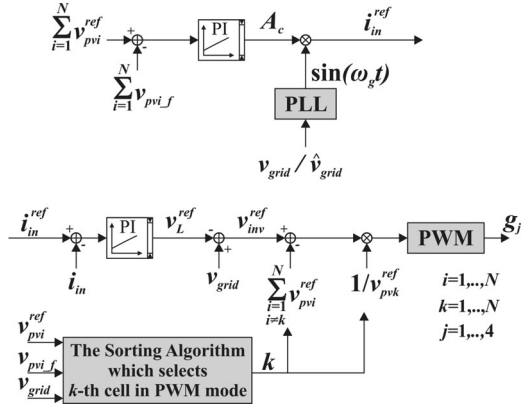 ∑_{i=1}^{N} v_{pvi}^{ref} + - PI A_c i_{in}^{ref}
∑_{i=1}^{N} v_{pvi_f} sin(ω_g t)
PLL
v_{grid} / v̂_{grid}
i_{in}^{ref} + - PI v_L^{ref} - + v_{inv}^{ref} + - PWM g_j
i_{in} v_{grid} ∑_{i=1, i≠k}^{N} v_{pvi}^{ref} 1/v_{pvk}^{ref} i=1,..,N
k=1,..,N
j=1,..,4
v_{pvi}^{ref}
v_{pvi_f}
v_{grid}
The Sorting Algorithm
which selects
k-th cell in PWM mode
k